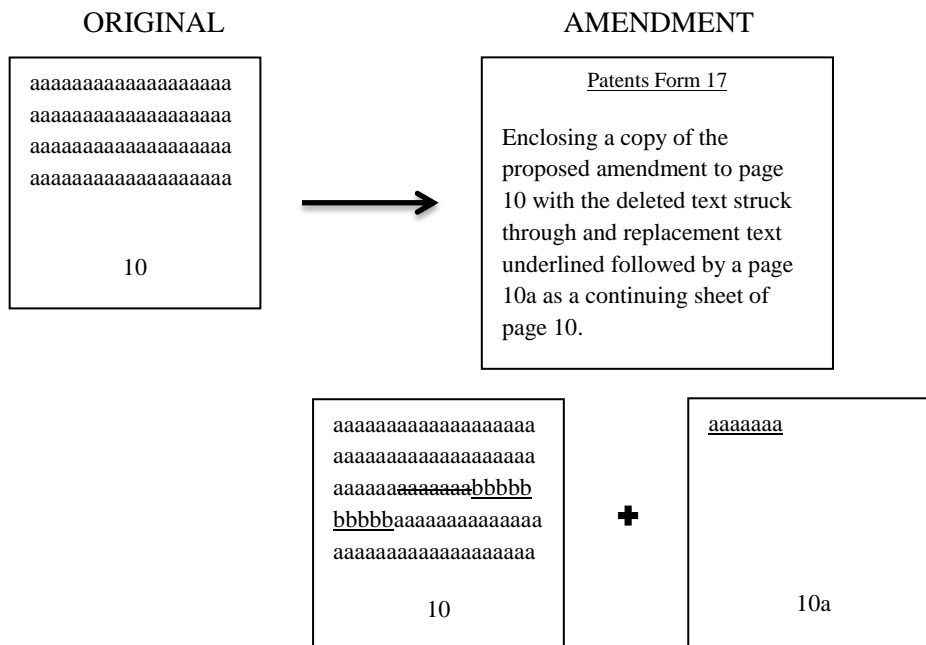 ORIGINAL
AMENDMENT
aaaaaaaaaaaaaaaaaaa
aaaaaaaaaaaaaaaaaaa
aaaaaaaaaaaaaaaaaaa
aaaaaaaaaaaaaaaaaaa
10
Patents Form 17
Enclosing a copy of the
proposed amendment to page
10 with the deleted text struck
through and replacement text
underlined followed by a page
10a as a continuing sheet of
page 10.
aaaaaaaaaaaaaaaaaaa
aaaaaaaaaaaaaaaaaaa
aaaaaaaaaaaaabbbbb
bbbbbaaaaaaaaaaaaaa
aaaaaaaaaaaaaaaaaaa
10
aaaaaaa
10a